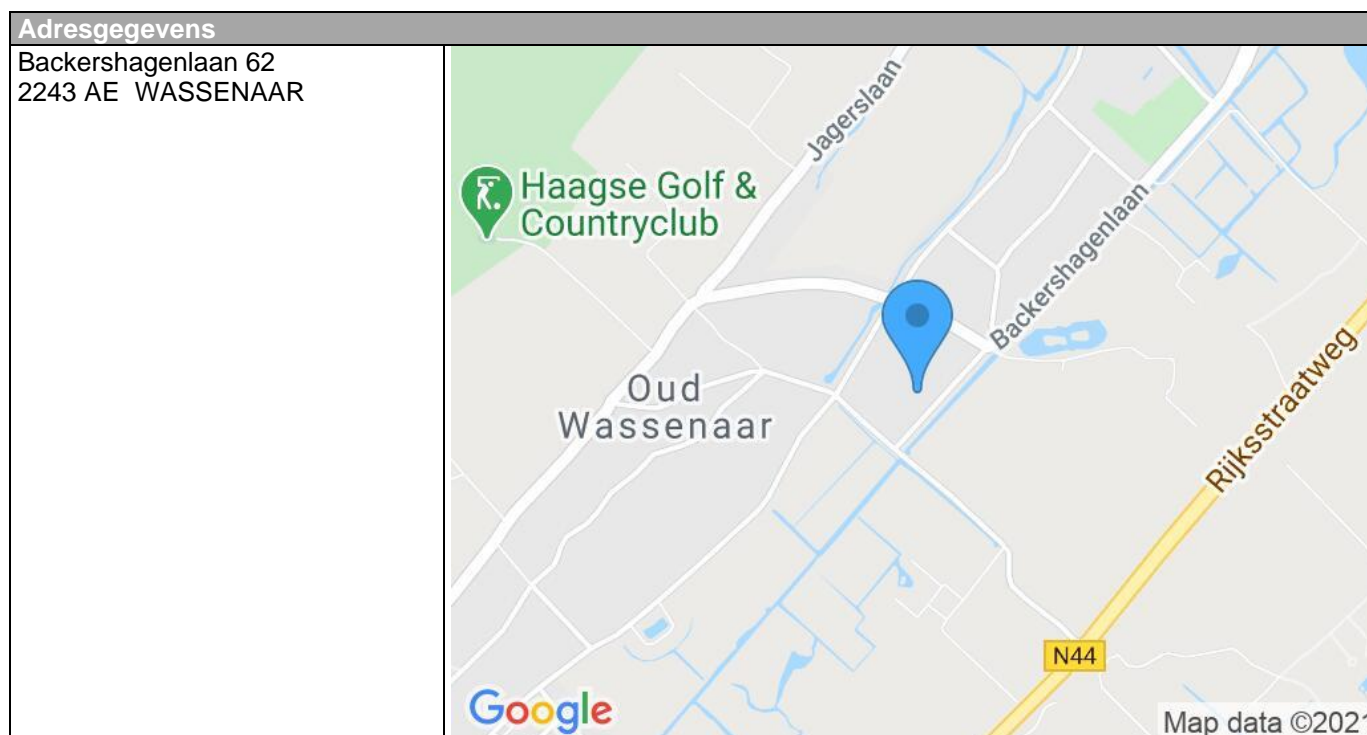 Adresgegevens
Backershagenlaan 62
2243 AE WASSENAAR
Jagerslaan
Haagse Golf &
Countryclub
Backershagenlaan
Oud
Wassenaar
Rijksstraatweg
N44
Google
Map data ©2021